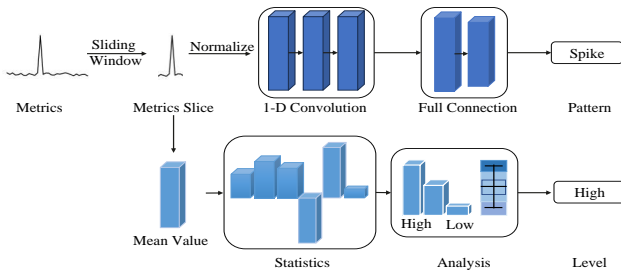 Sliding
Window
Normalize
Spike
Metrics
Metrics Slice
1-D Convolution
Full Connection
Pattern
High
High
Low
Mean Value
Statistics
Analysis
Level